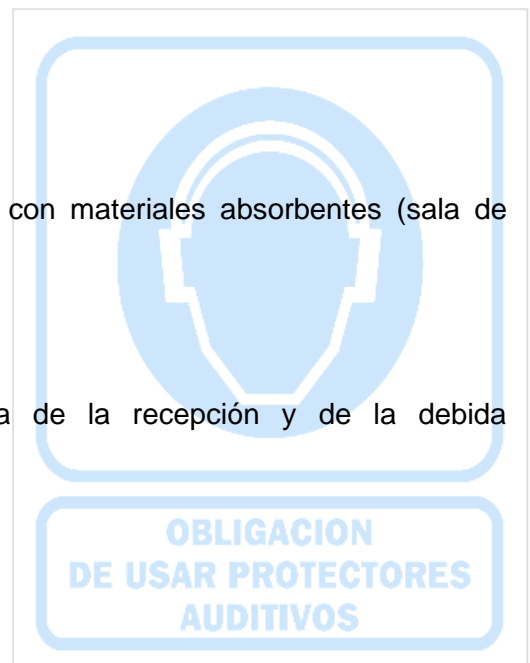 con materiales absorbentes (sala de
a de la recepción y de la debida
OBLIGACION
DE USAR PROTECTORES
AUDITIVOS